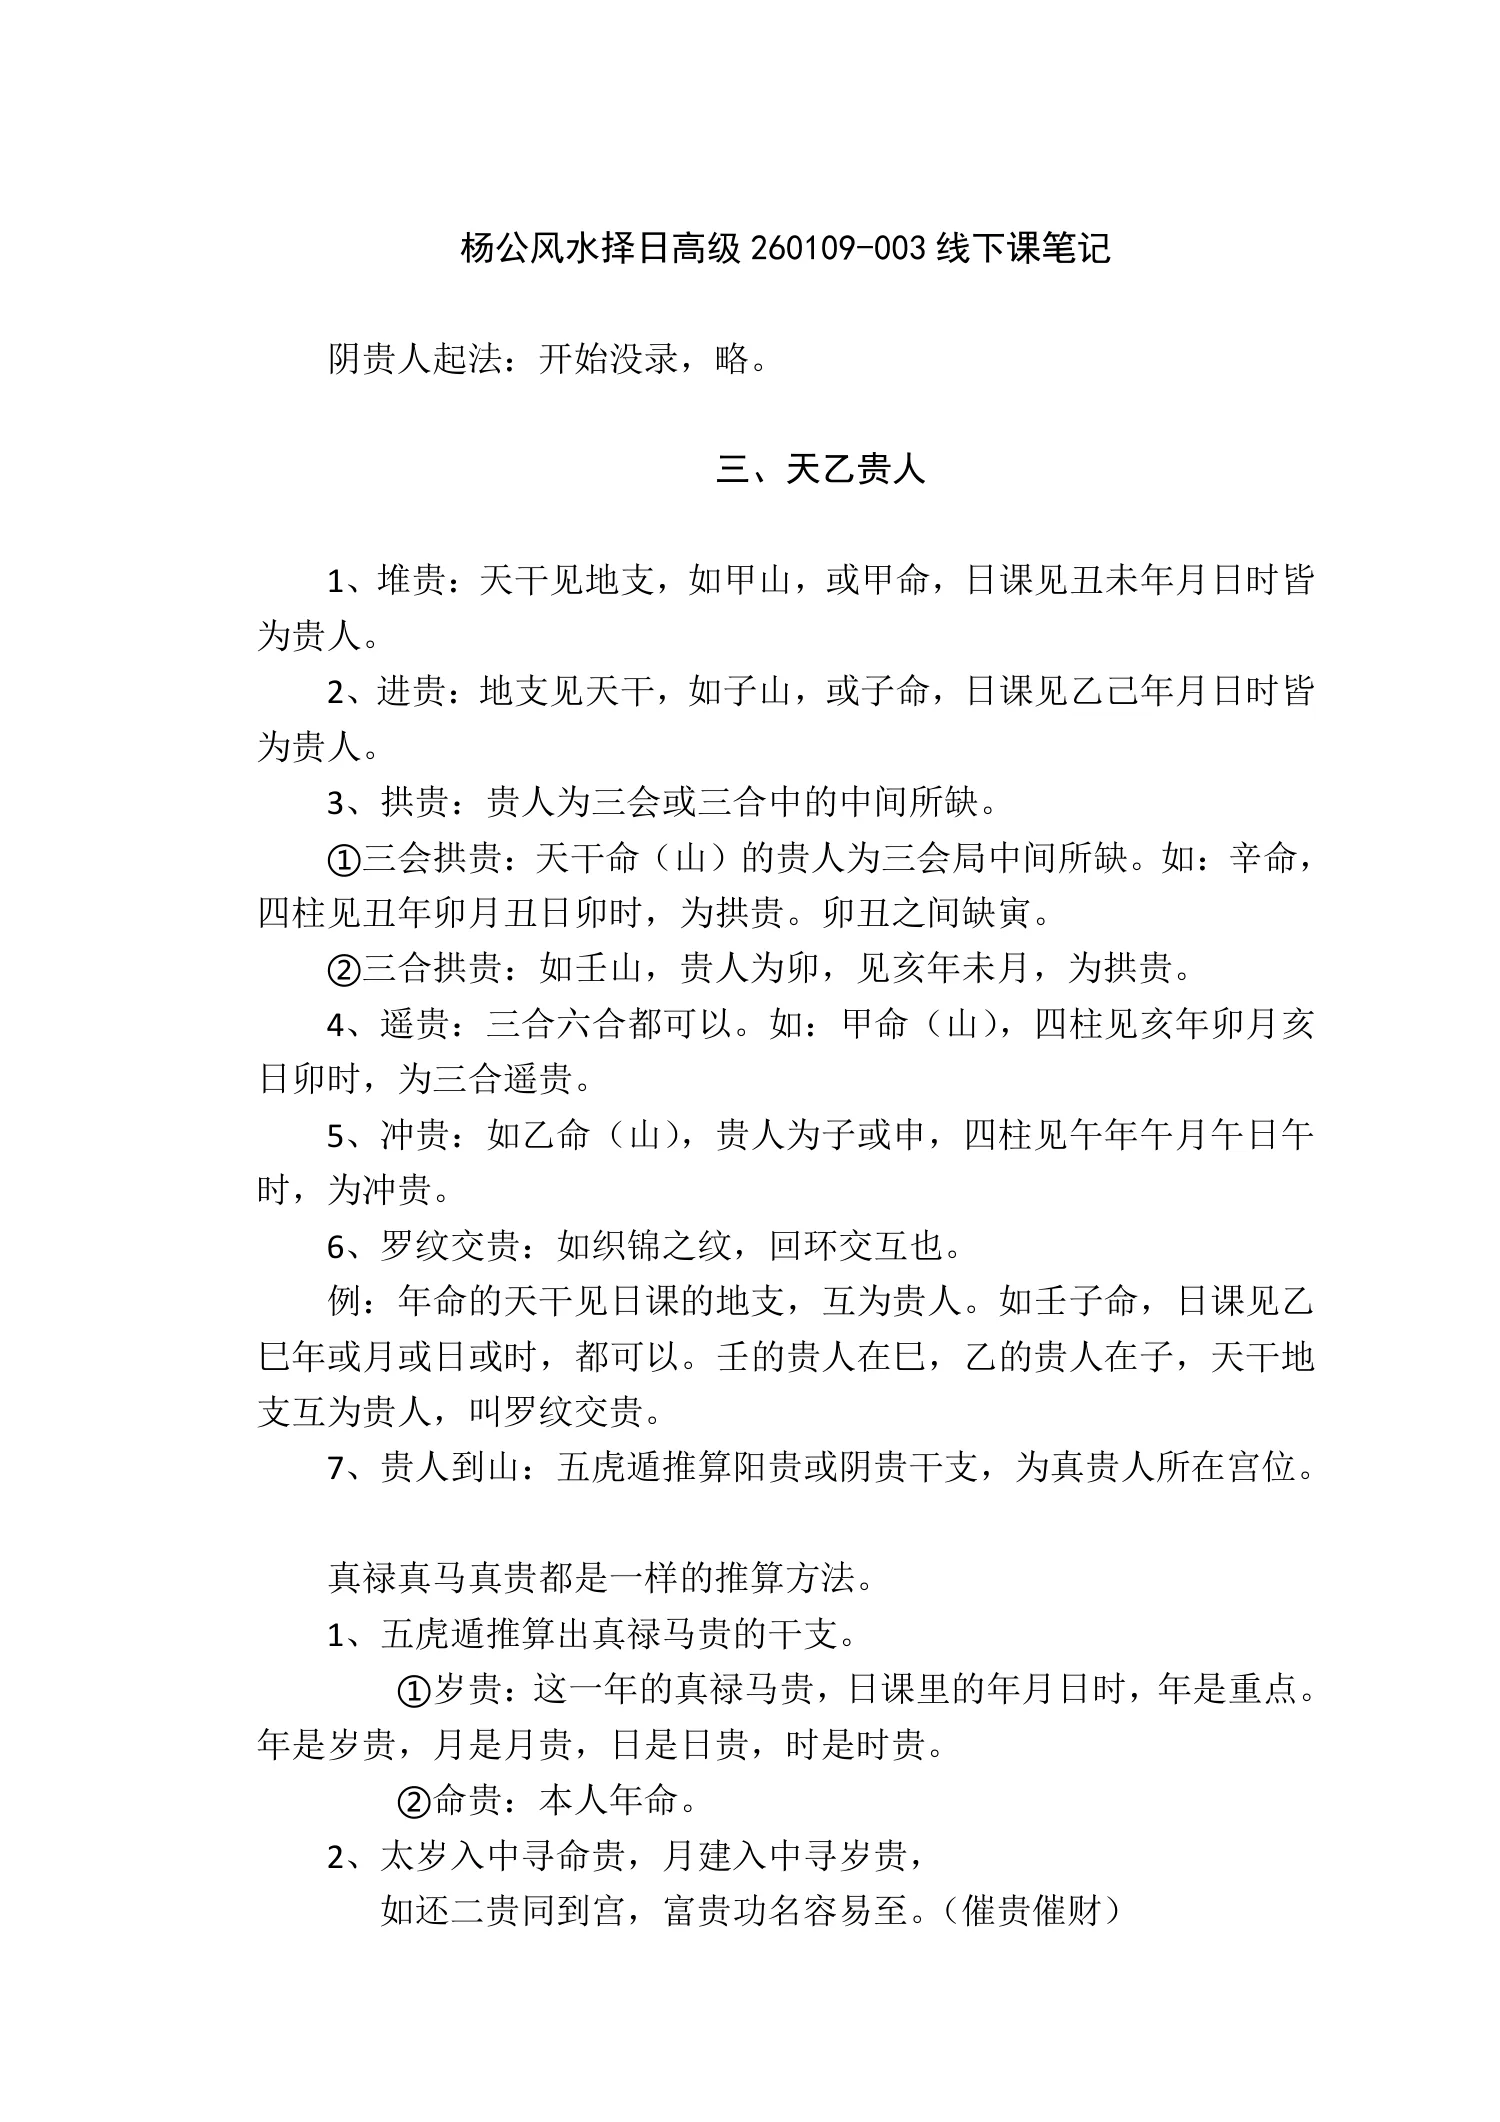 杨公风水择日高级 260109-003 线下课笔记
阴贵人起法：开始没录，略。
三、天乙贵人
1、堆贵：天干见地支，如甲山，或甲命，日课见丑未年月日时皆
为贵人。
2、进贵：地支见天干，如子山，或子命，日课见乙己年月日时皆
为贵人。
3、拱贵：贵人为三会或三合中的中间所缺。
①三会拱贵：天干命（山）的贵人为三会局中间所缺。如：辛命，
四柱见丑年卯月丑日卯时，为拱贵。卯丑之间缺寅。
②三合拱贵：如壬山，贵人为卯，见亥年未月，为拱贵。
4、遥贵：三合六合都可以。如：甲命（山），四柱见亥年卯月亥
日卯时，为三合遥贵。
5、冲贵：如乙命（山），贵人为子或申，四柱见午年午月午日午
时，为冲贵。
6、罗纹交贵：如织锦之纹，回环交互也。
例：年命的天干见日课的地支，互为贵人。如壬子命，日课见乙
巳年或月或日或时，都可以。壬的贵人在巳，乙的贵人在子，天干地
支互为贵人，叫罗纹交贵。
7、贵人到山：五虎遁推算阳贵或阴贵干支，为真贵人所在宫位。
真禄真马真贵都是一样的推算方法。
1、五虎遁推算出真禄马贵的干支。
①岁贵：这一年的真禄马贵，日课里的年月日时，年是重点。
年是岁贵，月是月贵，日是日贵，时是时贵。
②命贵：本人年命。
2、太岁入中寻命贵，月建入中寻岁贵，
如还二贵同到宫，富贵功名容易至。（催贵催财）